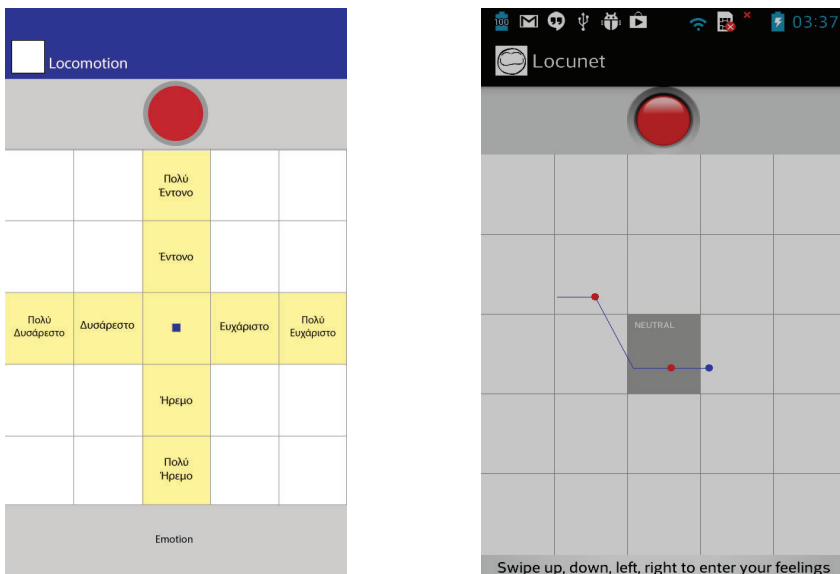 Locomotion
Πολύ
Έντονο
Έντονο
Πολύ
Δυσάρεστο
Δυσάρεστο
Ευχάριστο
Πολύ
Ευχάριστο
Ήρεμο
Πολύ
Ήρεμο
Emotion
100
03:37
Locunet
NEUTRAL
Swipe up, down, left, right to enter your feelings